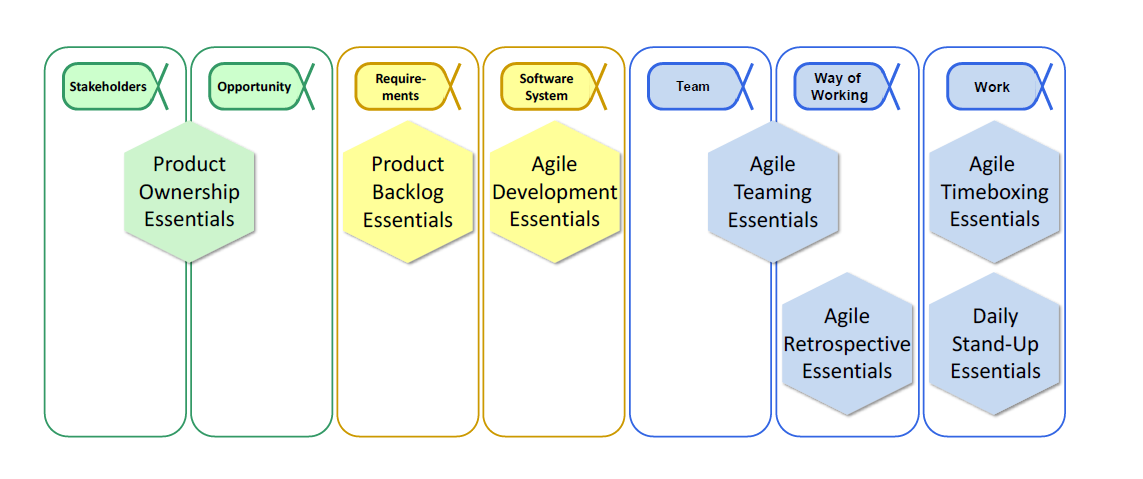 Stakeholders
Opportunity
Require-
ments
Software
System
Team
Way of
Working
Work
Product
Ownership
Essentials
Product
Backlog
Essentials
Agile
Development
Essentials
Agile
Teaming
Essentials
Agile
Timeboxing
Essentials
Agile
Retrospective
Essentials
Daily
Stand-Up
Essentials